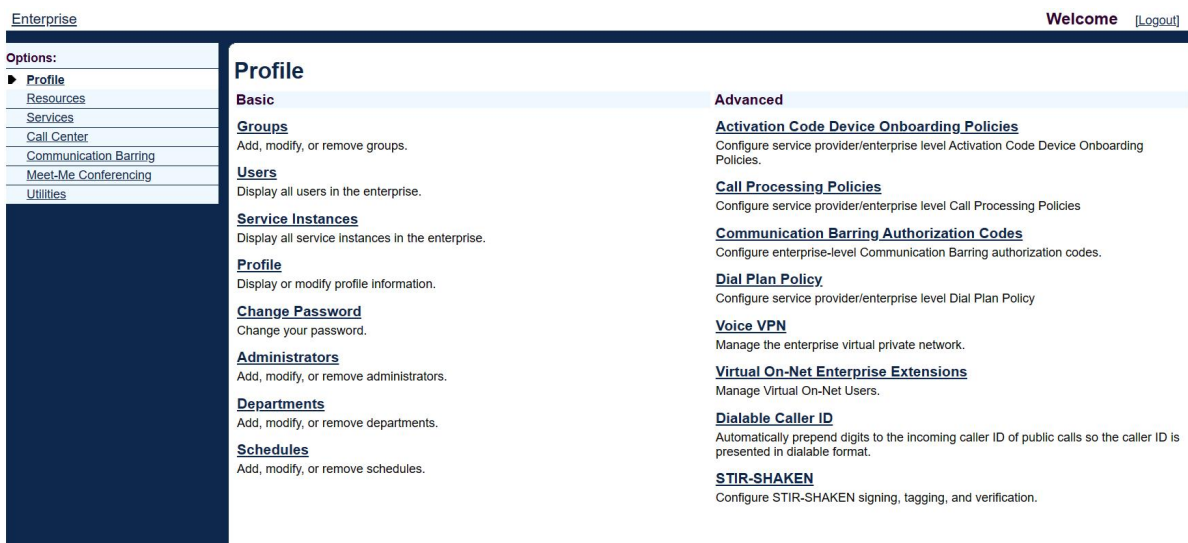 Enterprise
Welcome [Logout]
Options:
Profile
Resources
Services
Call Center
Communication Barring
Meet-Me Conferencing
Utilities
Profile
Basic
Groups
Add, modify, or remove groups.
Users
Display all users in the enterprise.
Service Instances
Display all service instances in the enterprise.
Profile
Display or modify profile information.
Change Password
Change your password.
Administrators
Add, modify, or remove administrators.
Departments
Add, modify, or remove departments.
Schedules
Add, modify, or remove schedules.
Advanced
Activation Code Device Onboarding Policies
Configure service provider/enterprise level Activation Code Device Onboarding
Policies.
Call Processing Policies
Configure service provider/enterprise level Call Processing Policies
Communication Barring Authorization Codes
Configure enterprise-level Communication Barring authorization codes.
Dial Plan Policy
Configure service provider/enterprise level Dial Plan Policy
Voice VPN
Manage the enterprise virtual private network.
Virtual On-Net Enterprise Extensions
Manage Virtual On-Net Users.
Dialable Caller ID
Automatically prepend digits to the incoming caller ID of public calls so the caller ID is
presented in dialable format.
STIR-SHAKEN
Configure STIR-SHAKEN signing, tagging, and verification.